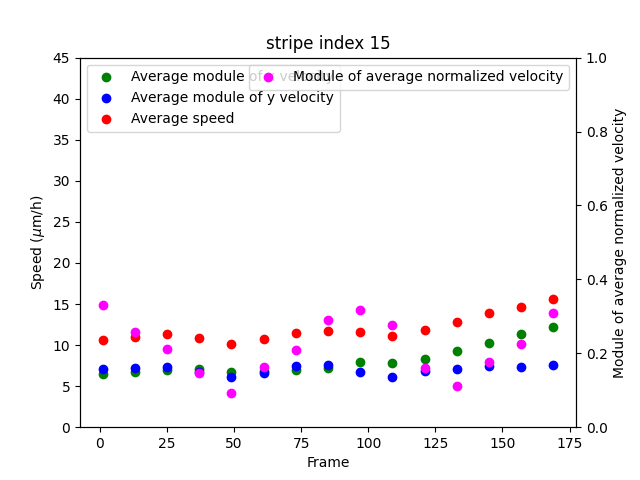 stripe index 15
Average module of
Module of average normalized velocity
Average module of y velocity
Average speed
45
40
35
30
25
20
15
10
5
0
Speed (μm/h)
1.0
0.8
0.6
0.4
0.2
0.0
Module of average normalized velocity
0 25 50 75 100 125 150 175
Frame